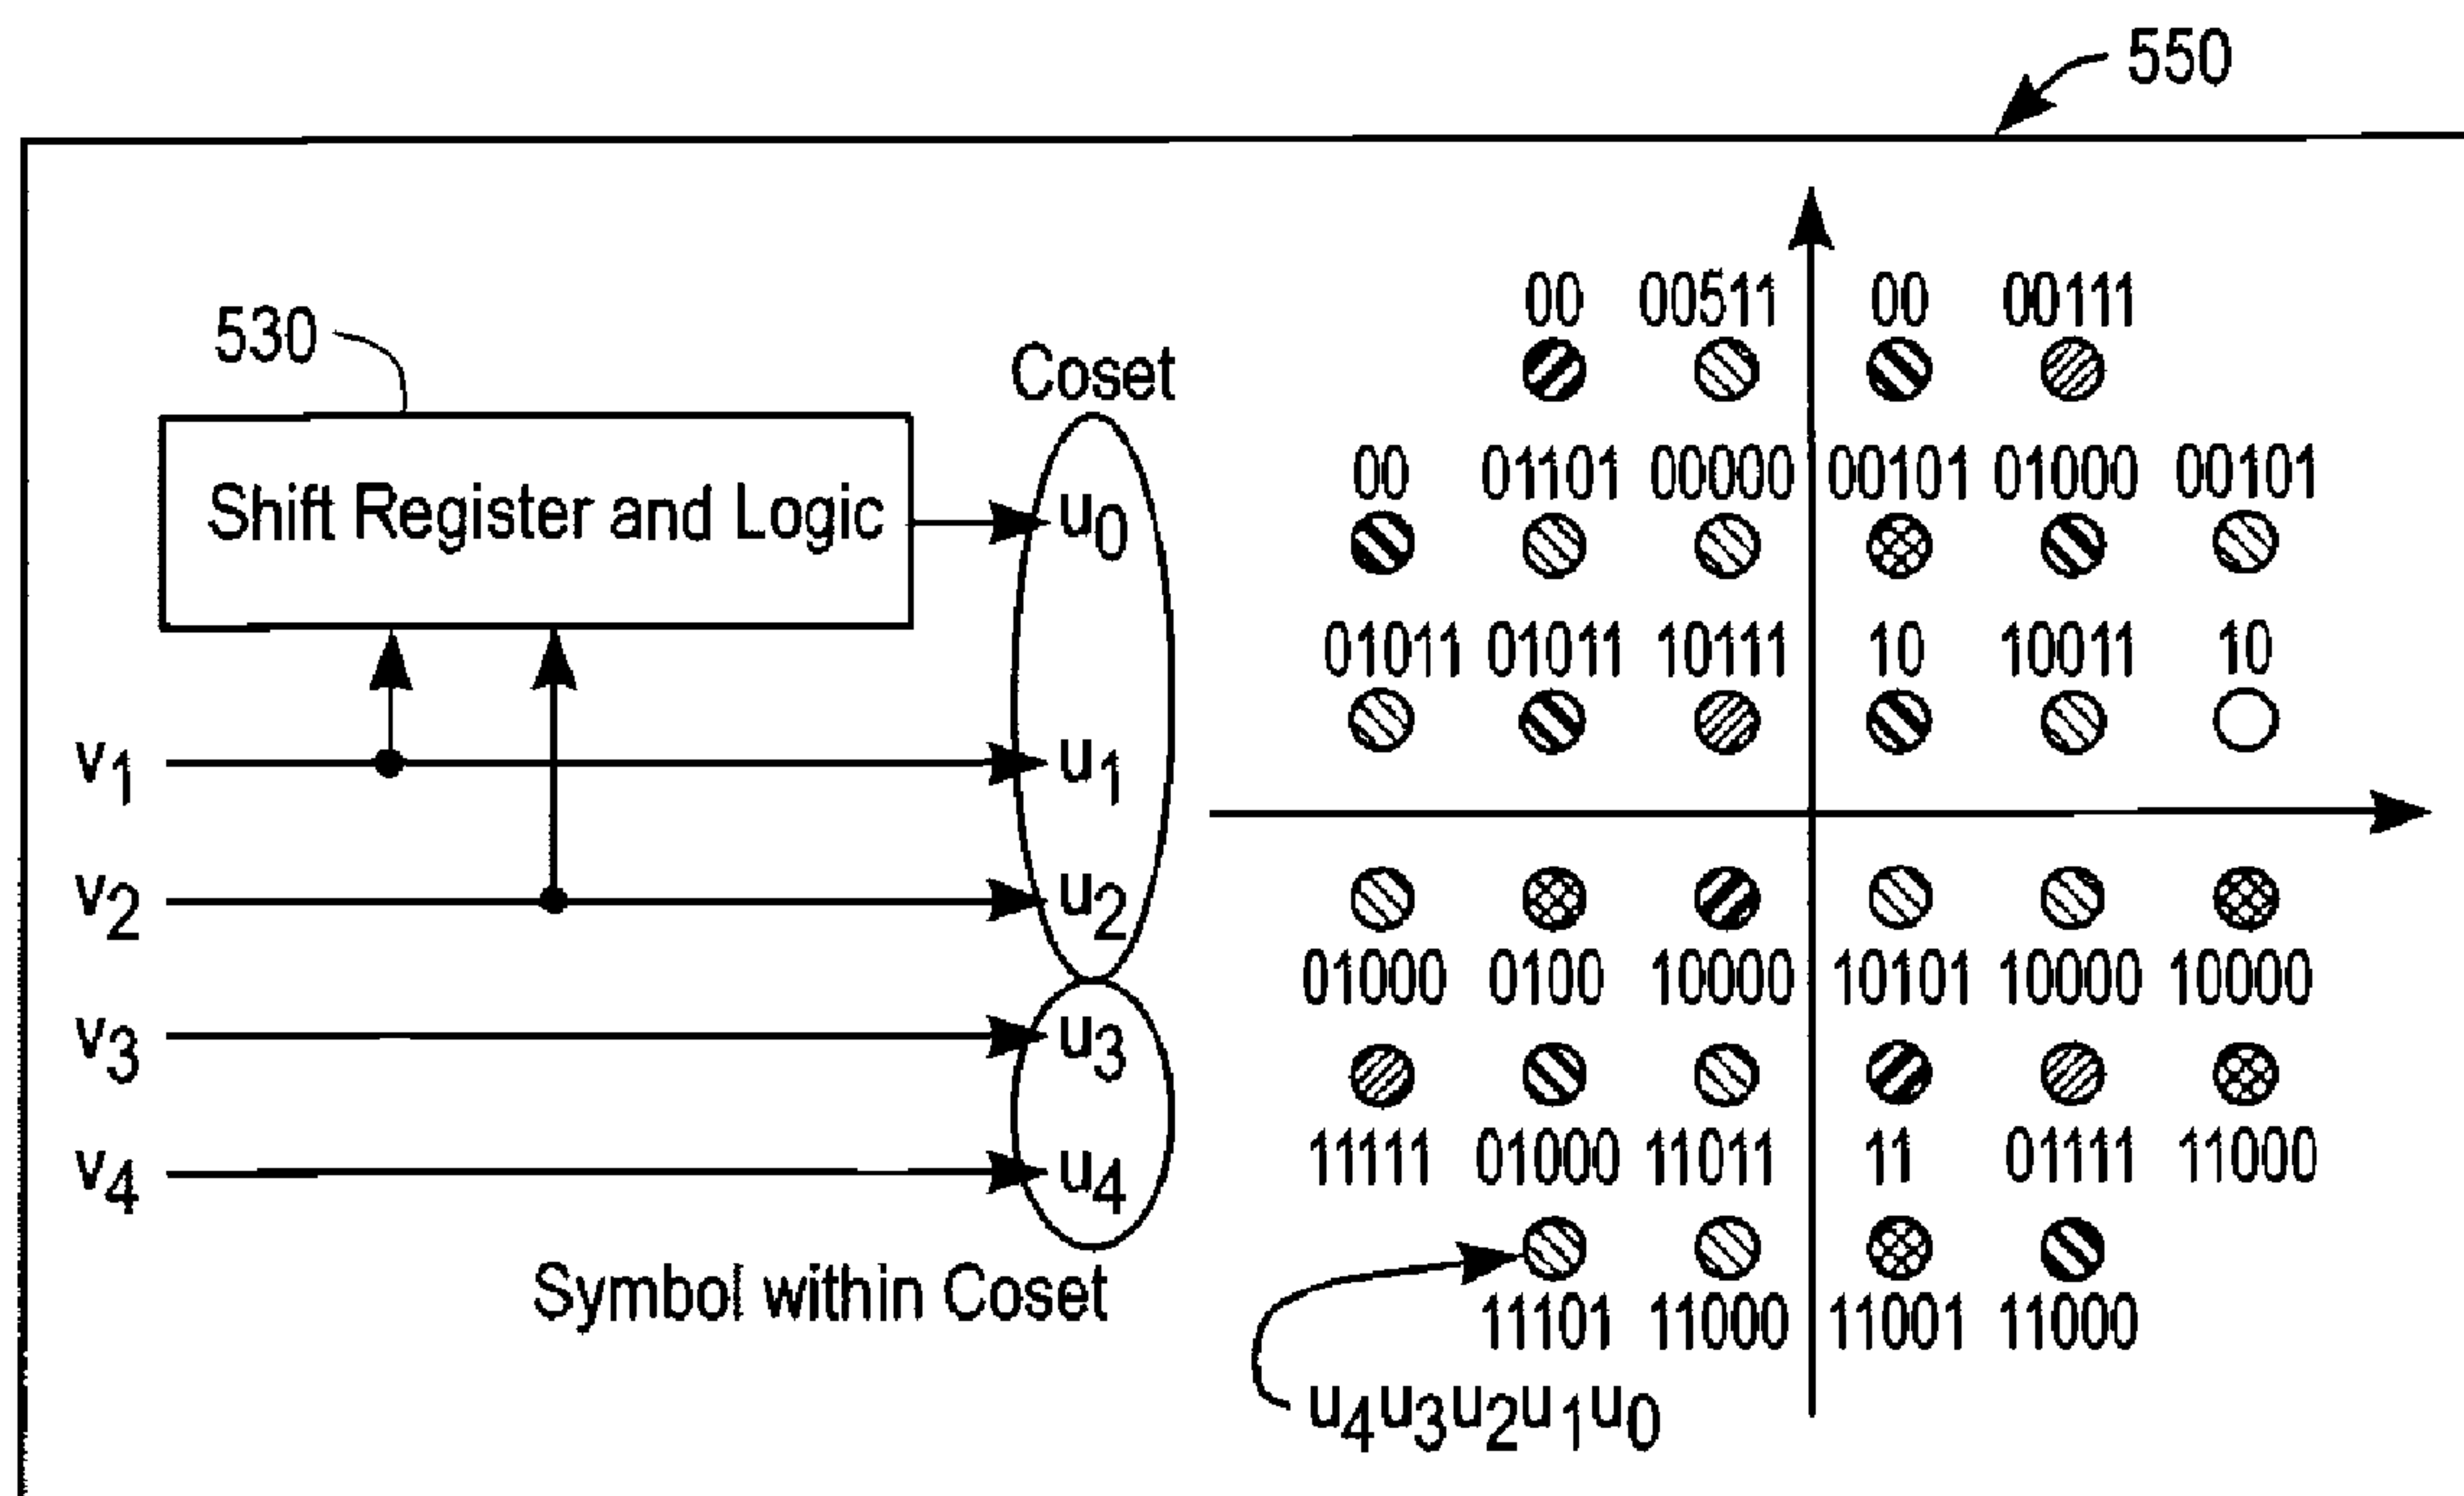 550
530
Coset
Shift Register and Logic
u0
v1
u1
v2
u2
v3
u3
v4
u4
Symbol within Coset
00 00511 00 00111
00 01101 00000 00101 01000 00101
01011 01011 10111 10 10011 10
01000 0100 10000 10101 10000 10000
11111 01000 11011 11 01111 11000
11101 11000 11001 11000
u4u3u2u1u0